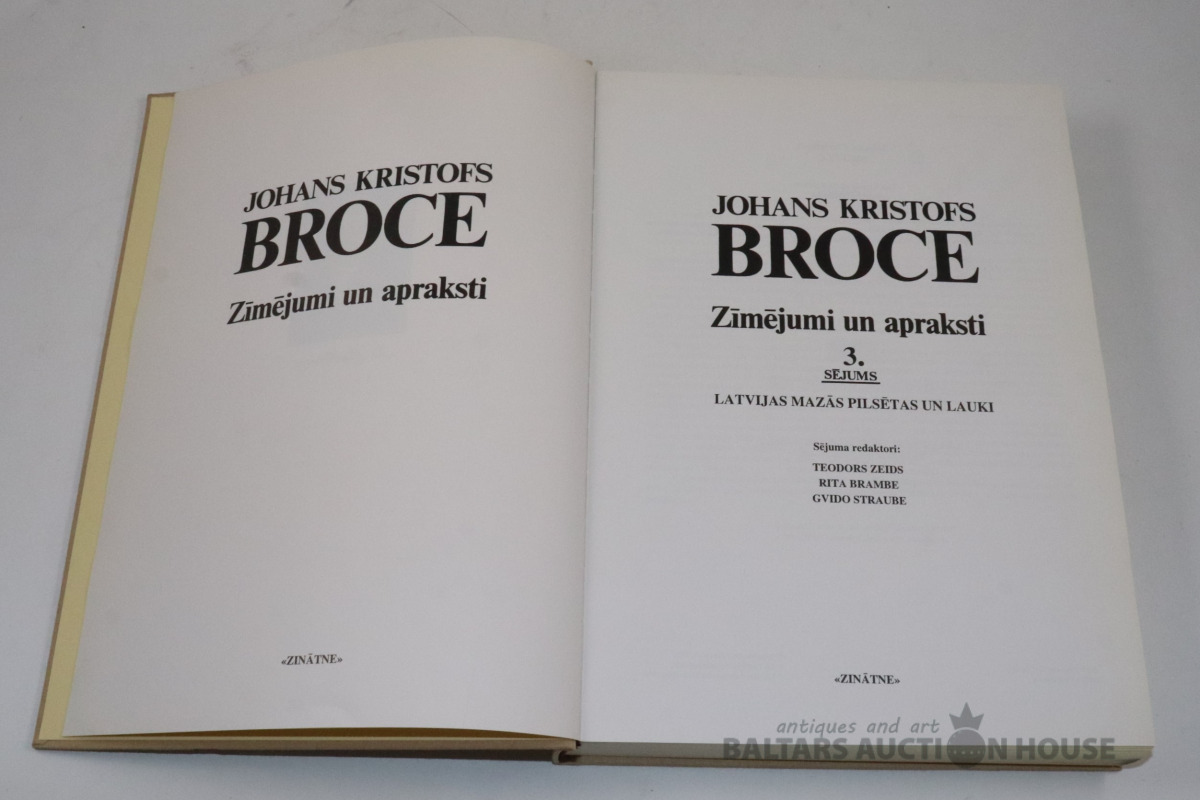 JOHANS KRISTOFS
BROCE
Zīmējumi un apraksti
«ZINĀTNE»
JOHANS KRISTOFS
BROCE
Zīmējumi un apraksti
3.
SĒJUMS
LATVIJAS MAZĀS PILSĒTAS UN LAUKI
Sējuma redaktori:
TEODORS ZEIDS
RITA BRAMBE
GVIDO STRAUBE
«ZINĀTNE»
antiques and art
BALTARS AUCTION HOUSE